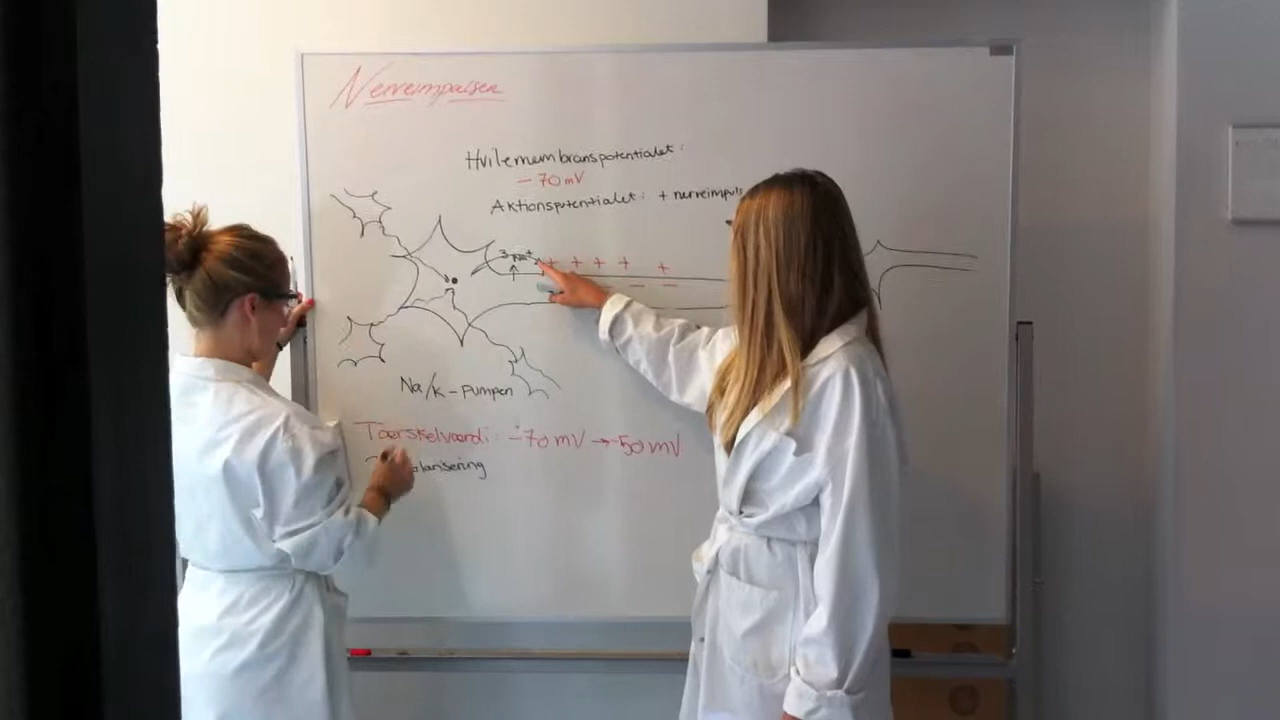 Nerveimpulsen
Hvilemembranspotentialet:
- 70 mV
Aktionspotentialet: + nerveimpuls
3 Na+
+ + + + +
Na/K-Pumpen
Tærskelværdi: -70 mV → -50 mV